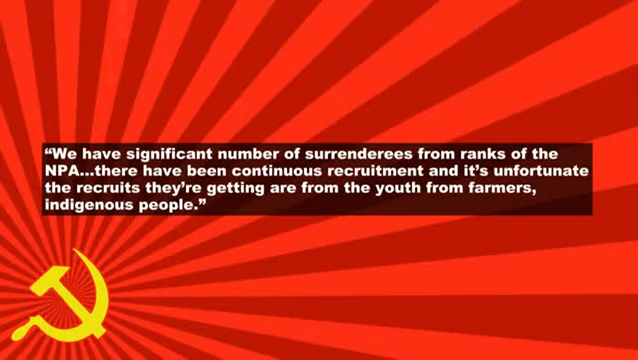 “We have significant number of surrenderees from ranks of the
NPA...there have been continuous recruitment and it’s unfortunate
the recruits they’re getting are from the youth from farmers,
indigenous people.”